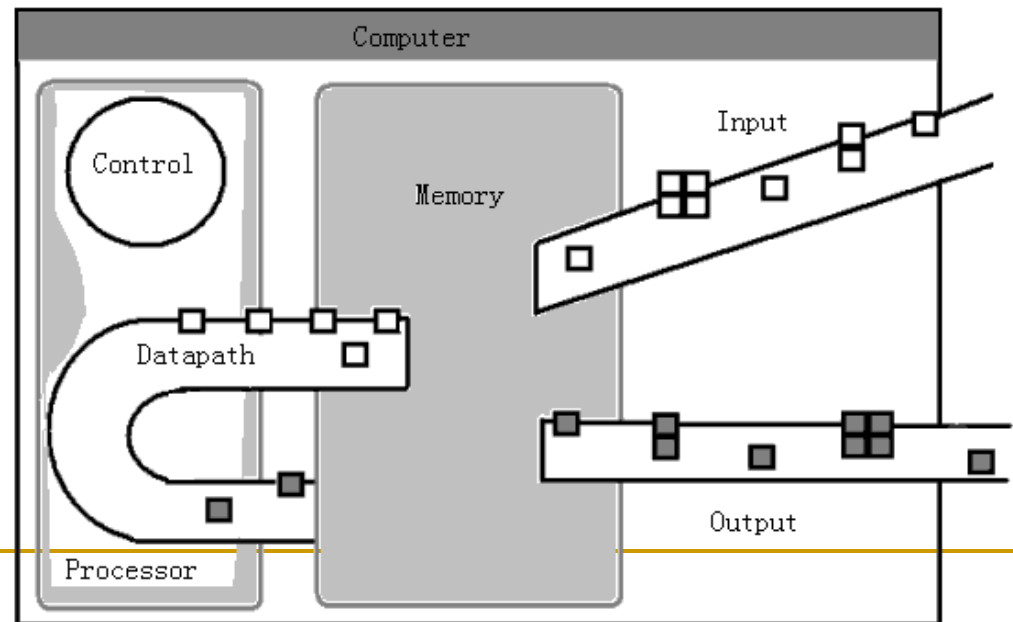 Computer
Control
Memory
Input
Datapath
Processor
Output